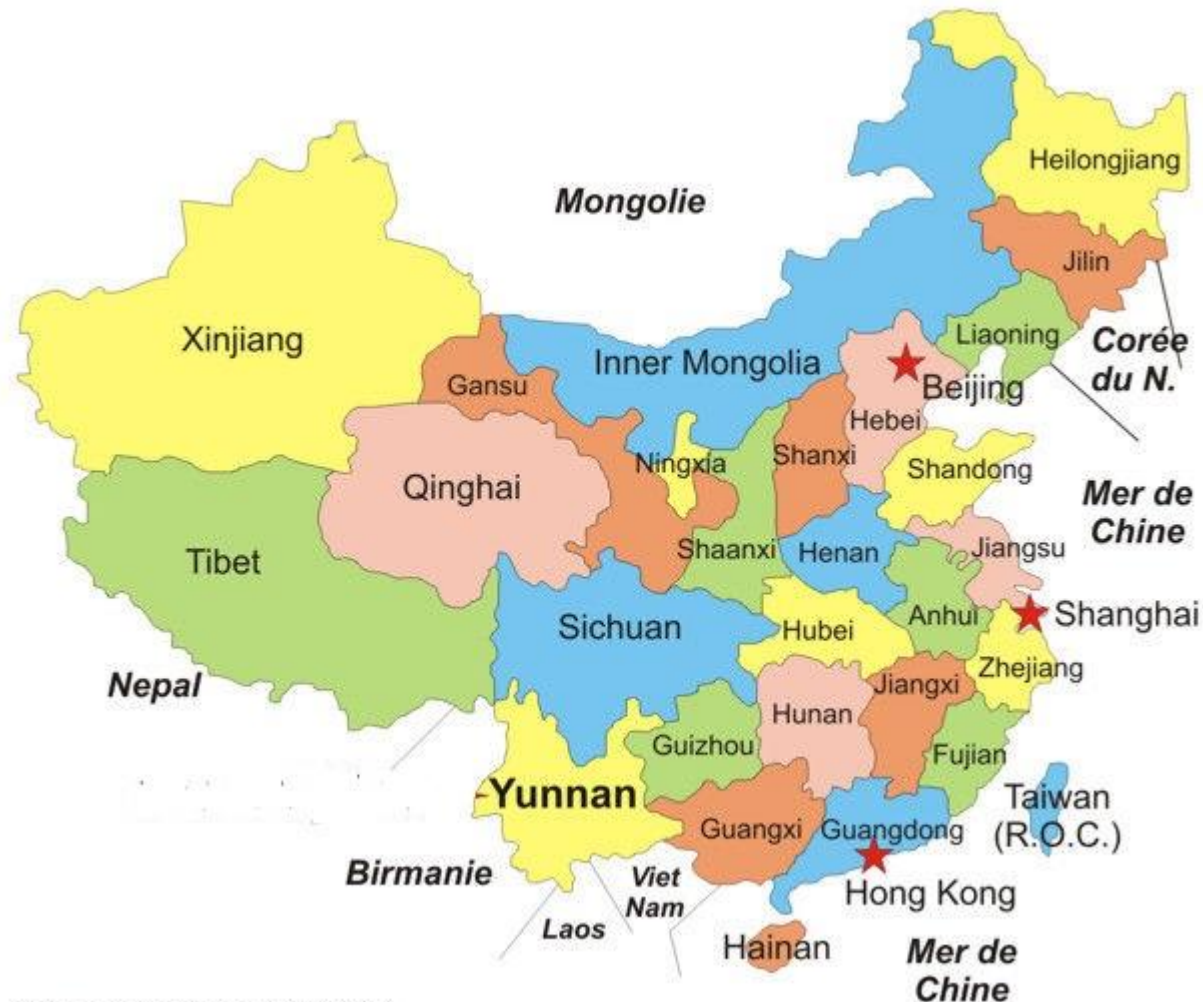 Heilongjiang
Mongolie
Jilin
Xinjiang
Liaoning
Corée
du N.
Inner Mongolia
Gansu
Beijing
Hebei
Ningxia
Shanxi
Shandong
Qinghai
Mer de
Chine
Tibet
Shaanxi
Henan
Jiangsu
Sichuan
Hubei
Anhui
Shanghai
Nepal
Zhejiang
Jiangxi
Hunan
Guizhou
Fujian
Yunnan
Taiwan
(R.O.C.)
Guangxi
Guangdong
Birmanie
Viet
Nam
Hong Kong
Laos
Hainan
Mer de
Chine